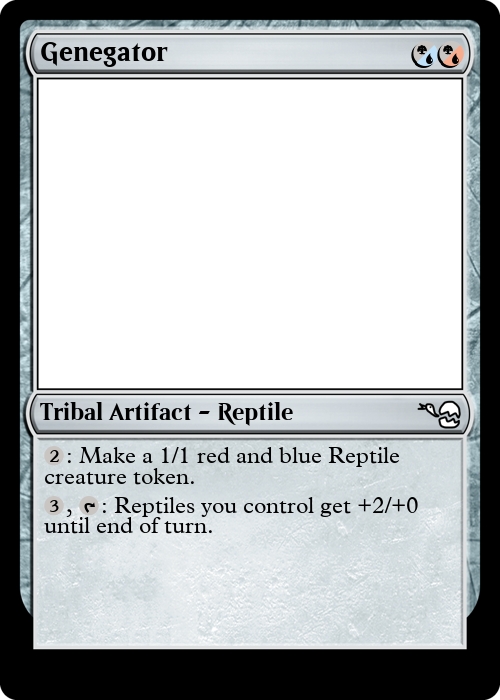 Genegator
Tribal Artifact – Reptile
2: Make a 1/1 red and blue Reptile
creature token.
3, : Reptiles you control get +2/+0
until end of turn.